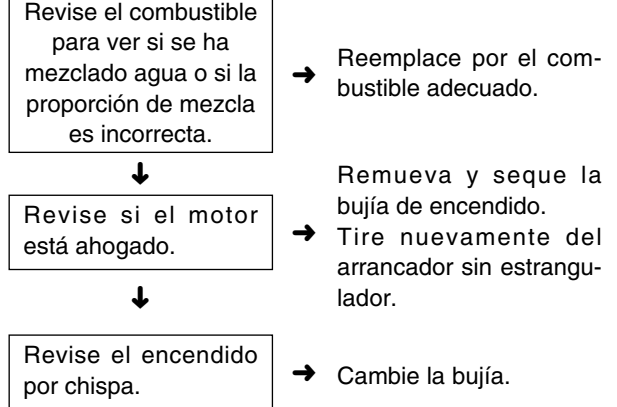 Revise el combustible
para ver si se ha
mezclado agua o si la
proporción de mezcla
es incorrecta.
➜
Reemplace por el com-
bustible adecuado.
➜
Revise si el motor
está ahogado.
➜
Remueva y seque la
bujía de encendido.
Tire nuevamente del
arrancador sin estrangu-
lador.
➜
Revise el encendido
por chispa.
➜
Cambie la bujía.